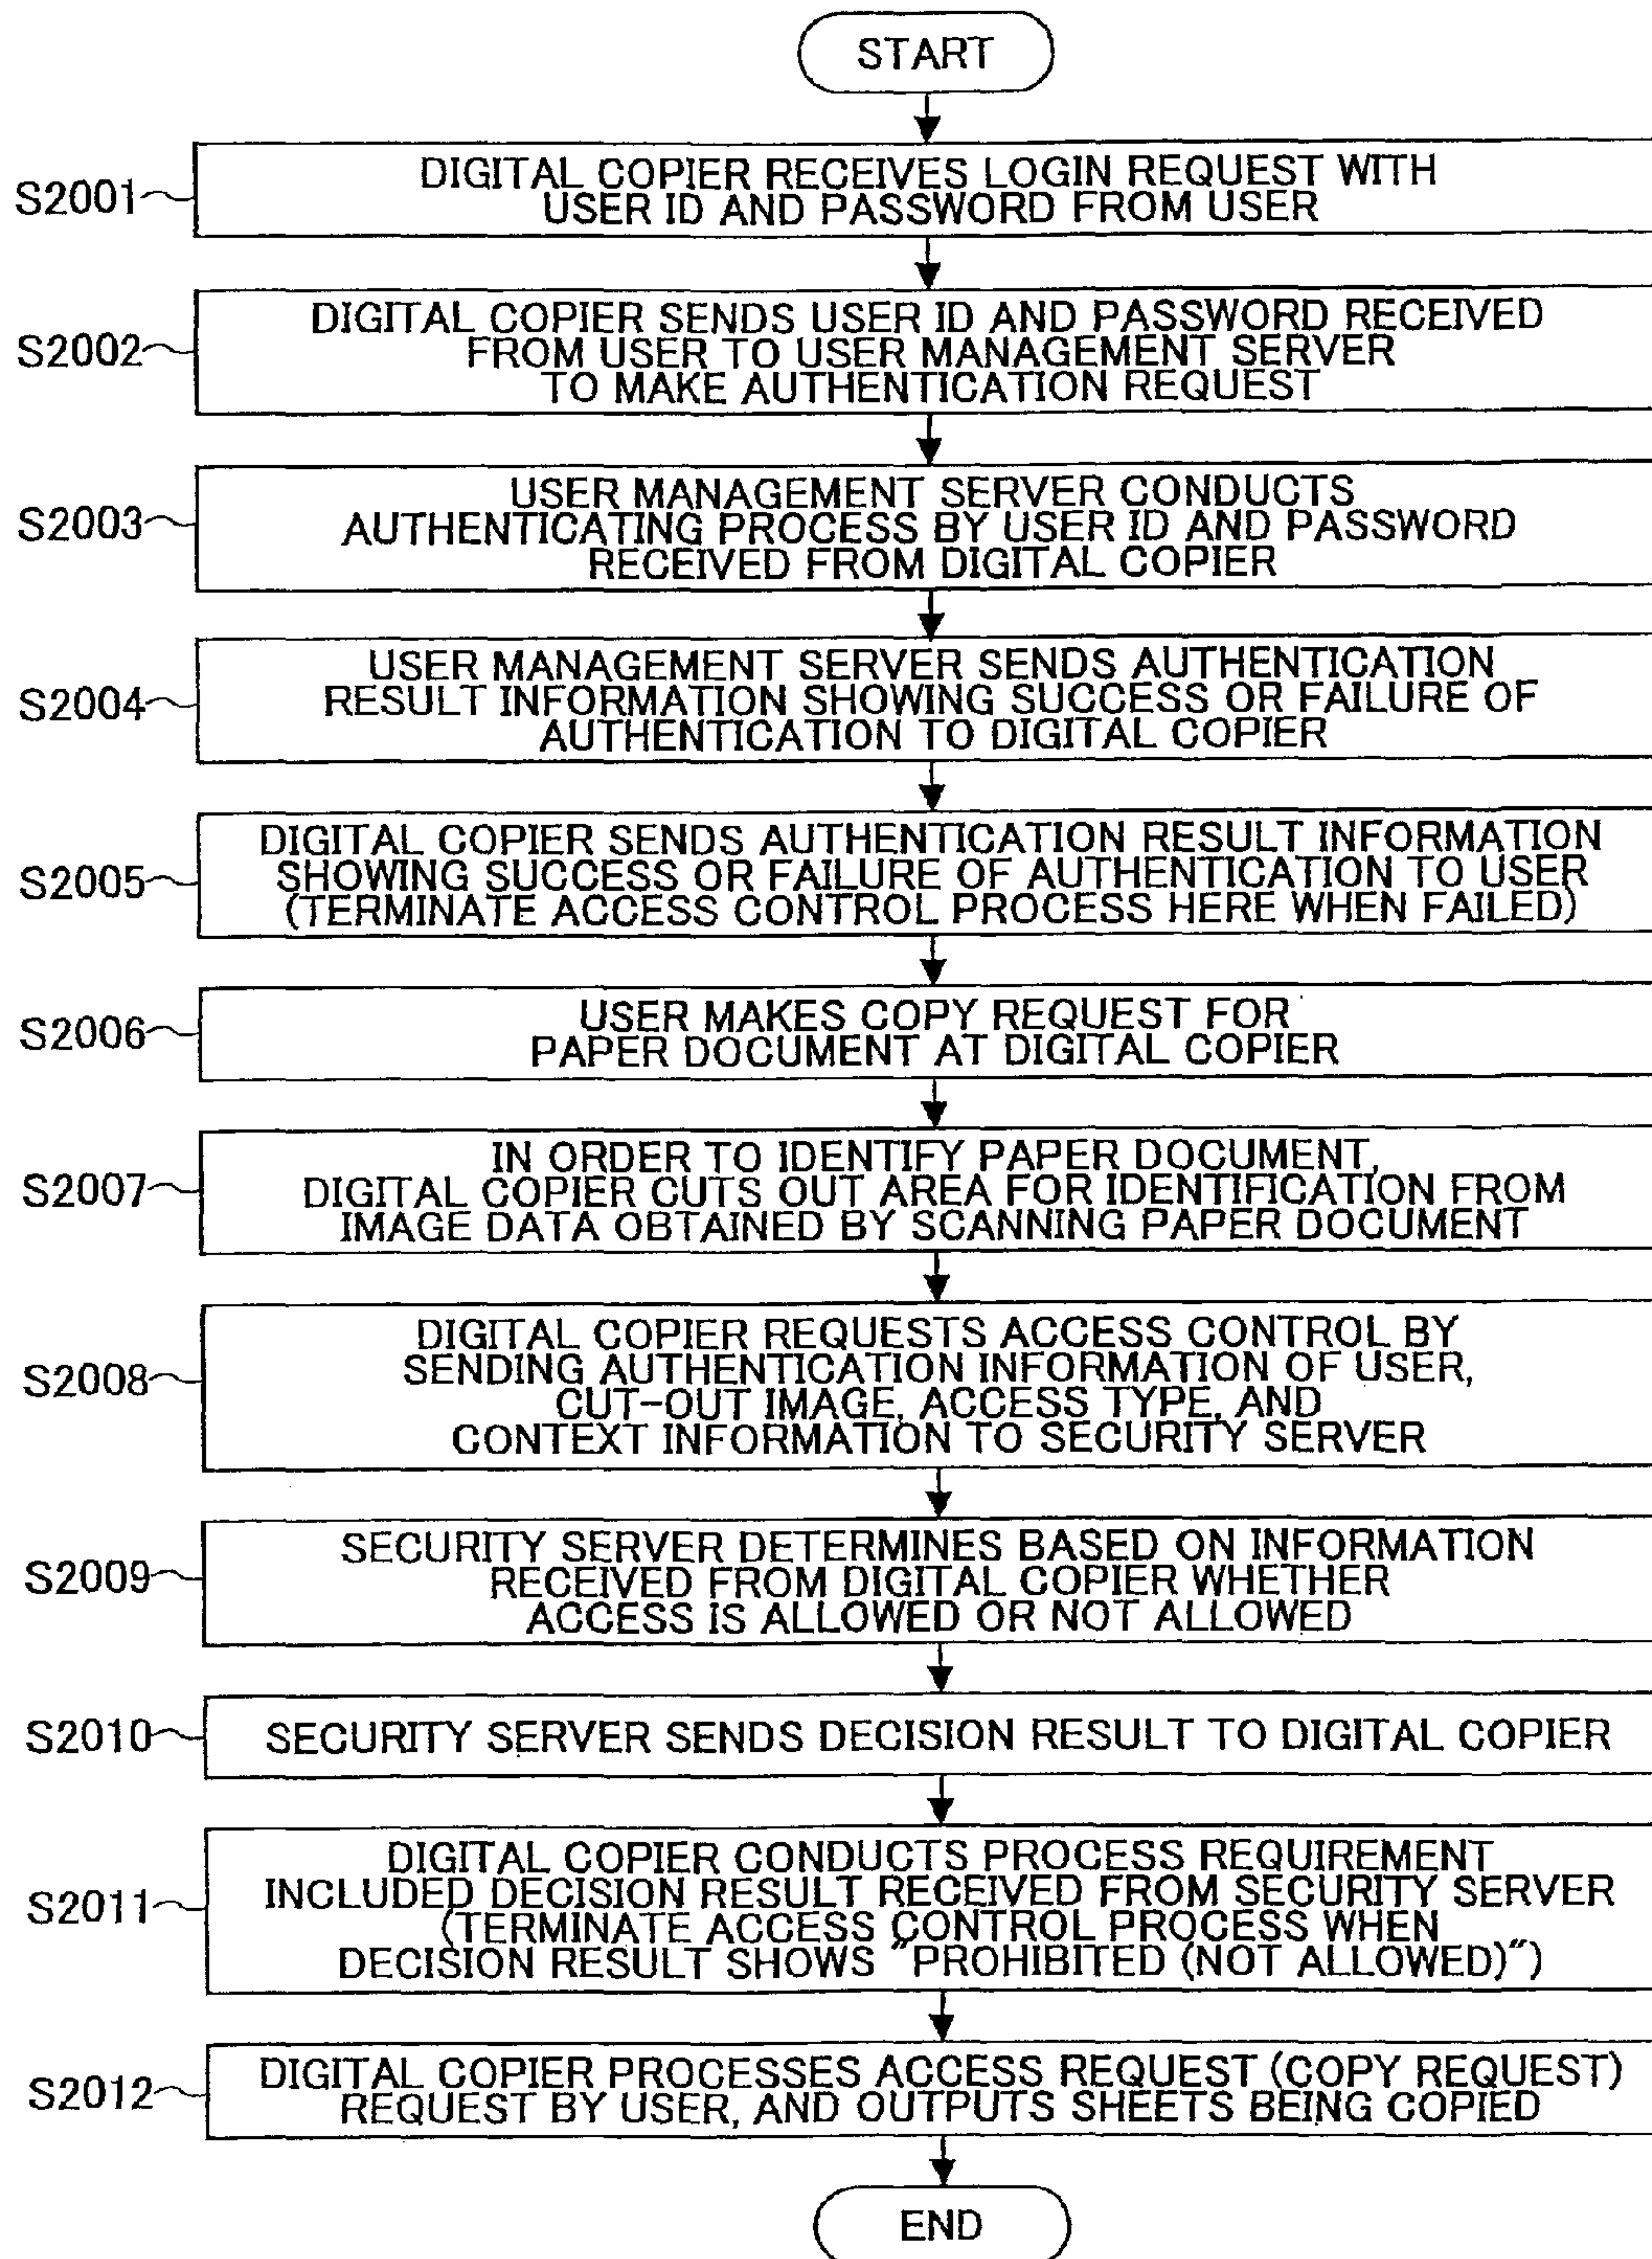 START
S2001
DIGITAL COPIER RECEIVES LOGIN REQUEST WITH
USER ID AND PASSWORD FROM USER
S2002
DIGITAL COPIER SENDS USER ID AND PASSWORD RECEIVED
FROM USER TO USER MANAGEMENT SERVER
TO MAKE AUTHENTICATION REQUEST
S2003
USER MANAGEMENT SERVER CONDUCTS
AUTHENTICATING PROCESS BY USER ID AND PASSWORD
RECEIVED FROM DIGITAL COPIER
S2004
USER MANAGEMENT SERVER SENDS AUTHENTICATION
RESULT INFORMATION SHOWING SUCCESS OR FAILURE OF
AUTHENTICATION TO DIGITAL COPIER
S2005
DIGITAL COPIER SENDS AUTHENTICATION RESULT INFORMATION
SHOWING SUCCESS OR FAILURE OF AUTHENTICATION TO USER
(TERMINATE ACCESS CONTROL PROCESS HERE WHEN FAILED)
S2006
USER MAKES COPY REQUEST FOR
PAPER DOCUMENT AT DIGITAL COPIER
S2007
IN ORDER TO IDENTIFY PAPER DOCUMENT,
DIGITAL COPIER CUTS OUT AREA FOR IDENTIFICATION FROM
IMAGE DATA OBTAINED BY SCANNING PAPER DOCUMENT
S2008
DIGITAL COPIER REQUESTS ACCESS CONTROL BY
SENDING AUTHENTICATION INFORMATION OF USER,
CUT-OUT IMAGE, ACCESS TYPE, AND
CONTEXT INFORMATION TO SECURITY SERVER
S2009
SECURITY SERVER DETERMINES BASED ON INFORMATION
RECEIVED FROM DIGITAL COPIER WHETHER
ACCESS IS ALLOWED OR NOT ALLOWED
S2010
SECURITY SERVER SENDS DECISION RESULT TO DIGITAL COPIER
S2011
DIGITAL COPIER CONDUCTS PROCESS REQUIREMENT
INCLUDED DECISION RESULT RECEIVED FROM SECURITY SERVER
(TERMINATE ACCESS CONTROL PROCESS WHEN
DECISION RESULT SHOWS "PROHIBITED (NOT ALLOWED)")
S2012
DIGITAL COPIER PROCESSES ACCESS REQUEST (COPY REQUEST)
REQUEST BY USER, AND OUTPUTS SHEETS BEING COPIED
END